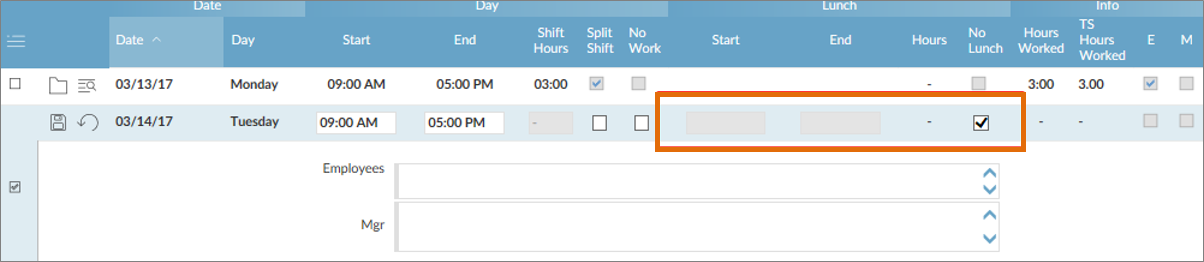 Date Day Lunch Info
Date Day Start End Shift Hours Split Shift No Work Start End Hours No Lunch Hours Worked TS Hours Worked E M
03/13/17 Monday 09:00 AM 05:00 PM 03:00 - 3:00 3.00
03/14/17 Tuesday 09:00 AM 05:00 PM - - - -
Employees
Mgr